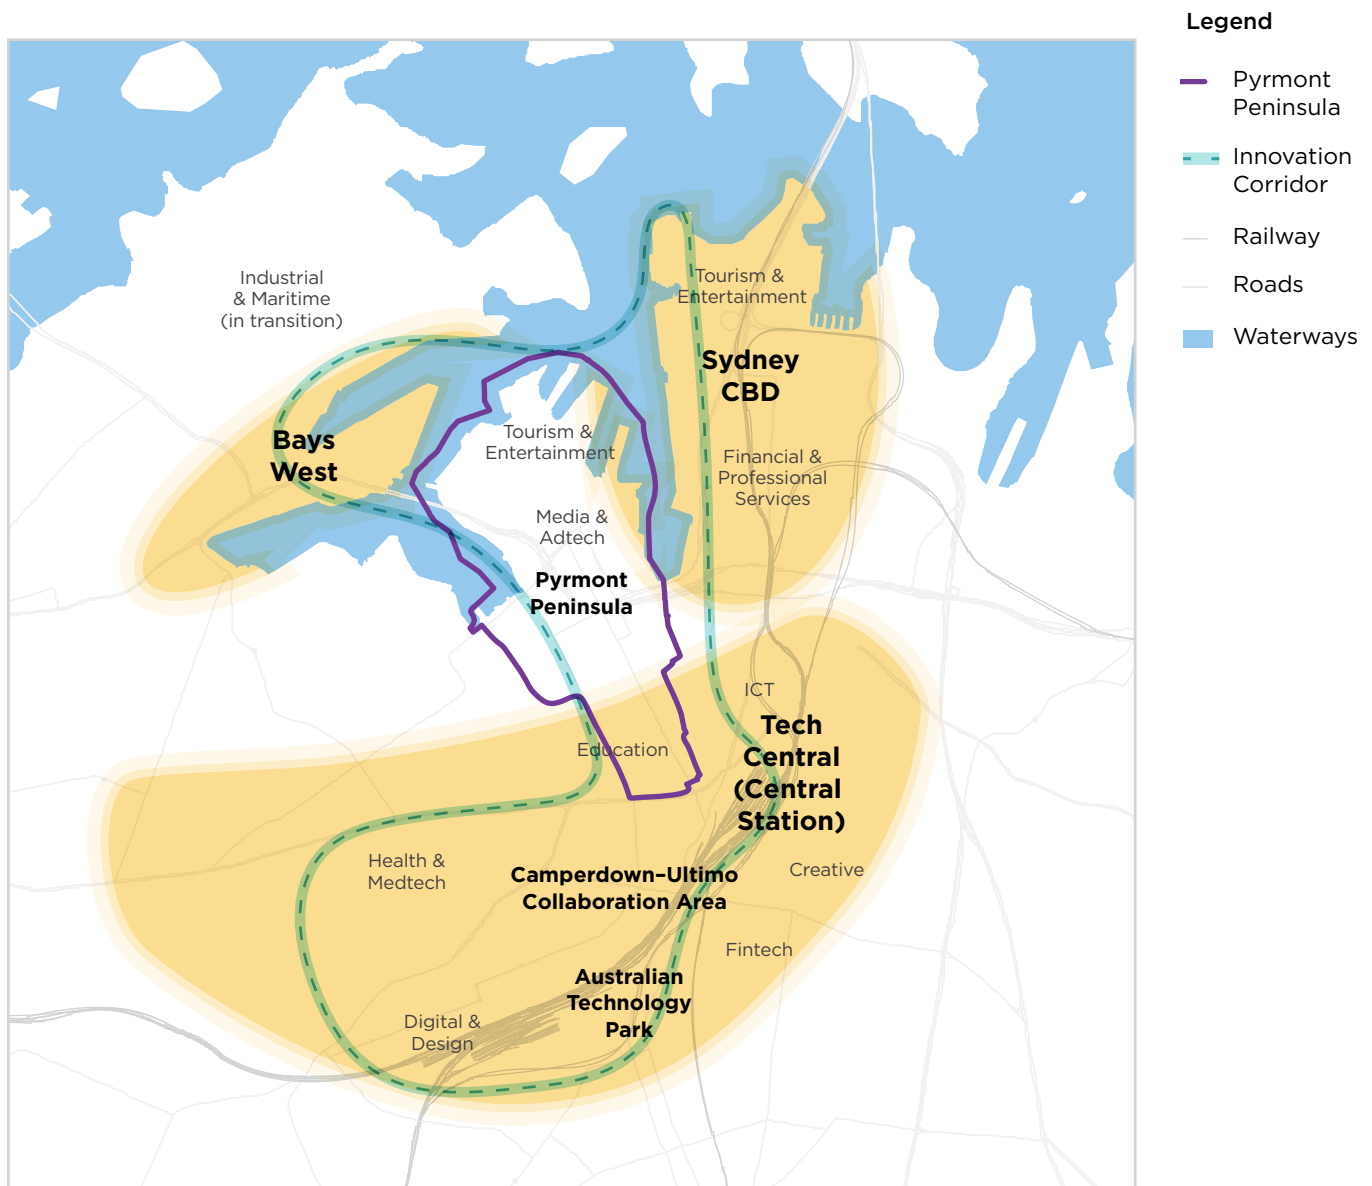 Legend
Pyrmont
Peninsula
Innovation
Corridor
Railway
Roads
Waterways
Industrial
& Maritime
(in transition)
Tourism &
Entertainment
Sydney
CBD
Bays
West
Tourism &
Entertainment
Financial &
Professional
Services
Media &
Adtech
Pyrmont
Peninsula
ICT
Tech
Central
(Central
Station)
Education
Health &
Medtech
Camperdown–Ultimo
Collaboration Area
Creative
Fintech
Australian
Technology
Park
Digital &
Design